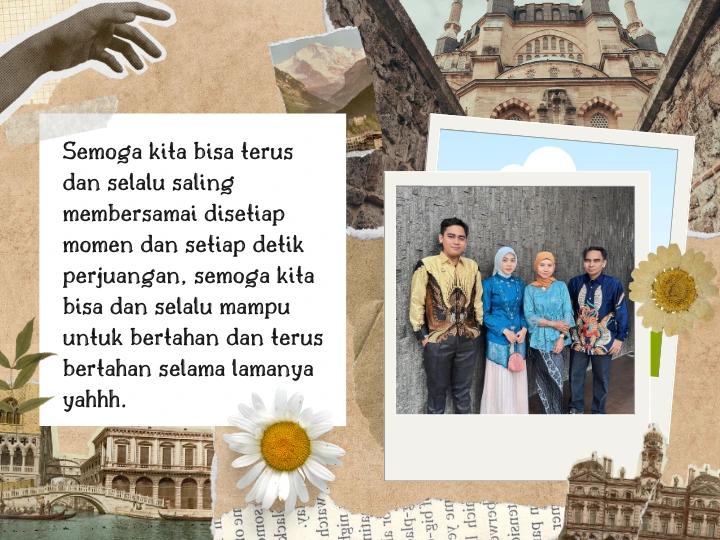 Semoga kita bisa terus
dan selalu saling
membersamai disetiap
momen dan setiap detik
perjuangan, semoga kita
bisa dan selalu mampu
untuk bertahan dan terus
bertahan selama lamanya
yahhh.